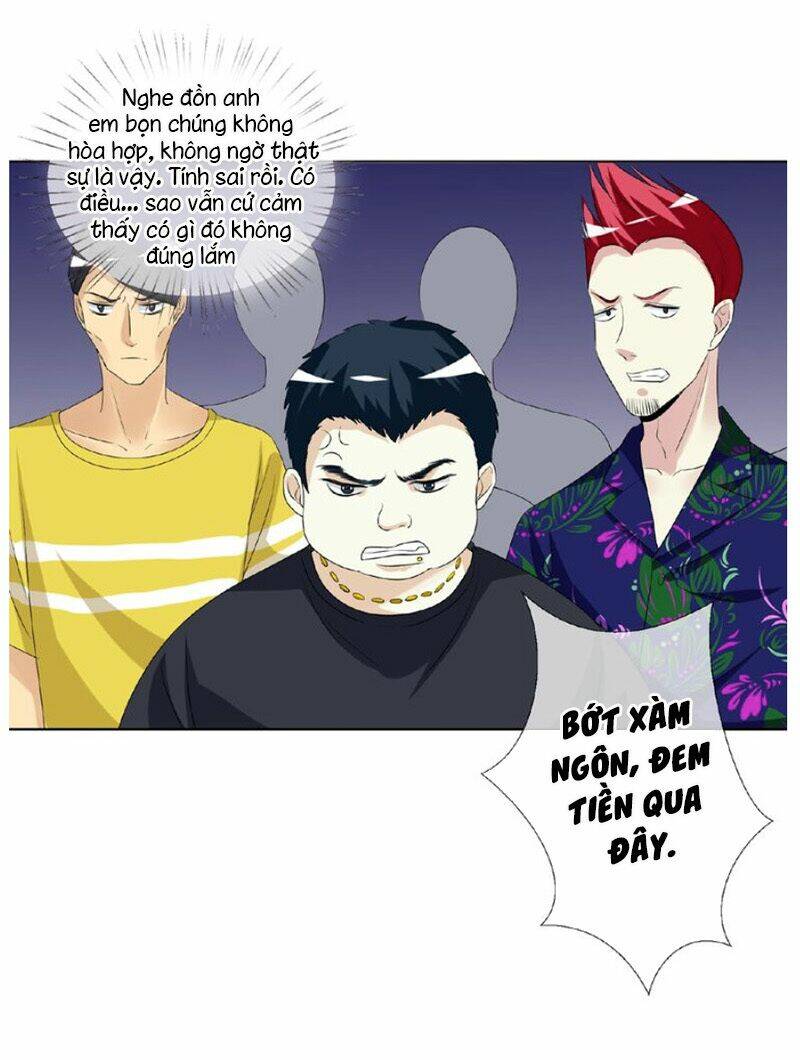 Nghe đồn anh
em bọn chúng không
hòa hợp, không ngờ thật
sự là vậy. Tính sai rồi. Có
điều... sao vẫn cứ cảm
thấy có gì đó không
đúng lắm
BỚT XÀM
NGÔN, ĐEM
TIỀN QUA
ĐÂY.